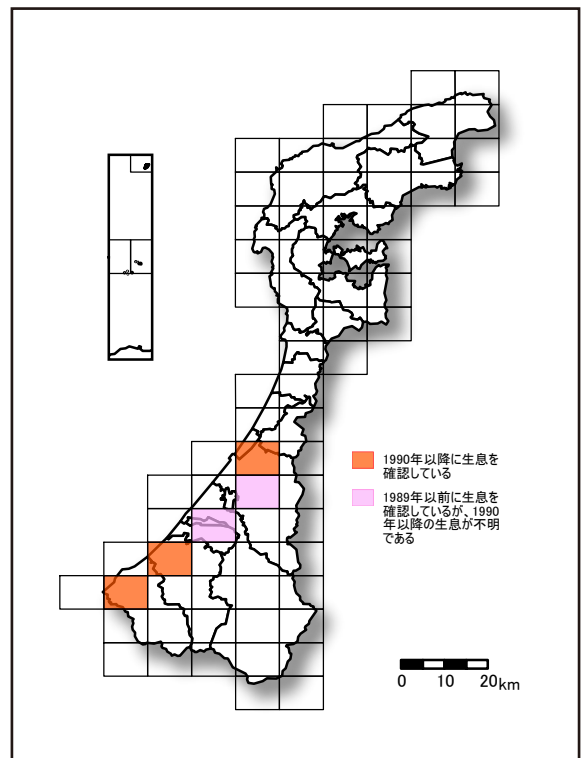 1990年以降に生息を
確認している
1989年以前に生息を
確認しているが、1990
年以降の生息が不明
である
0 10 20km